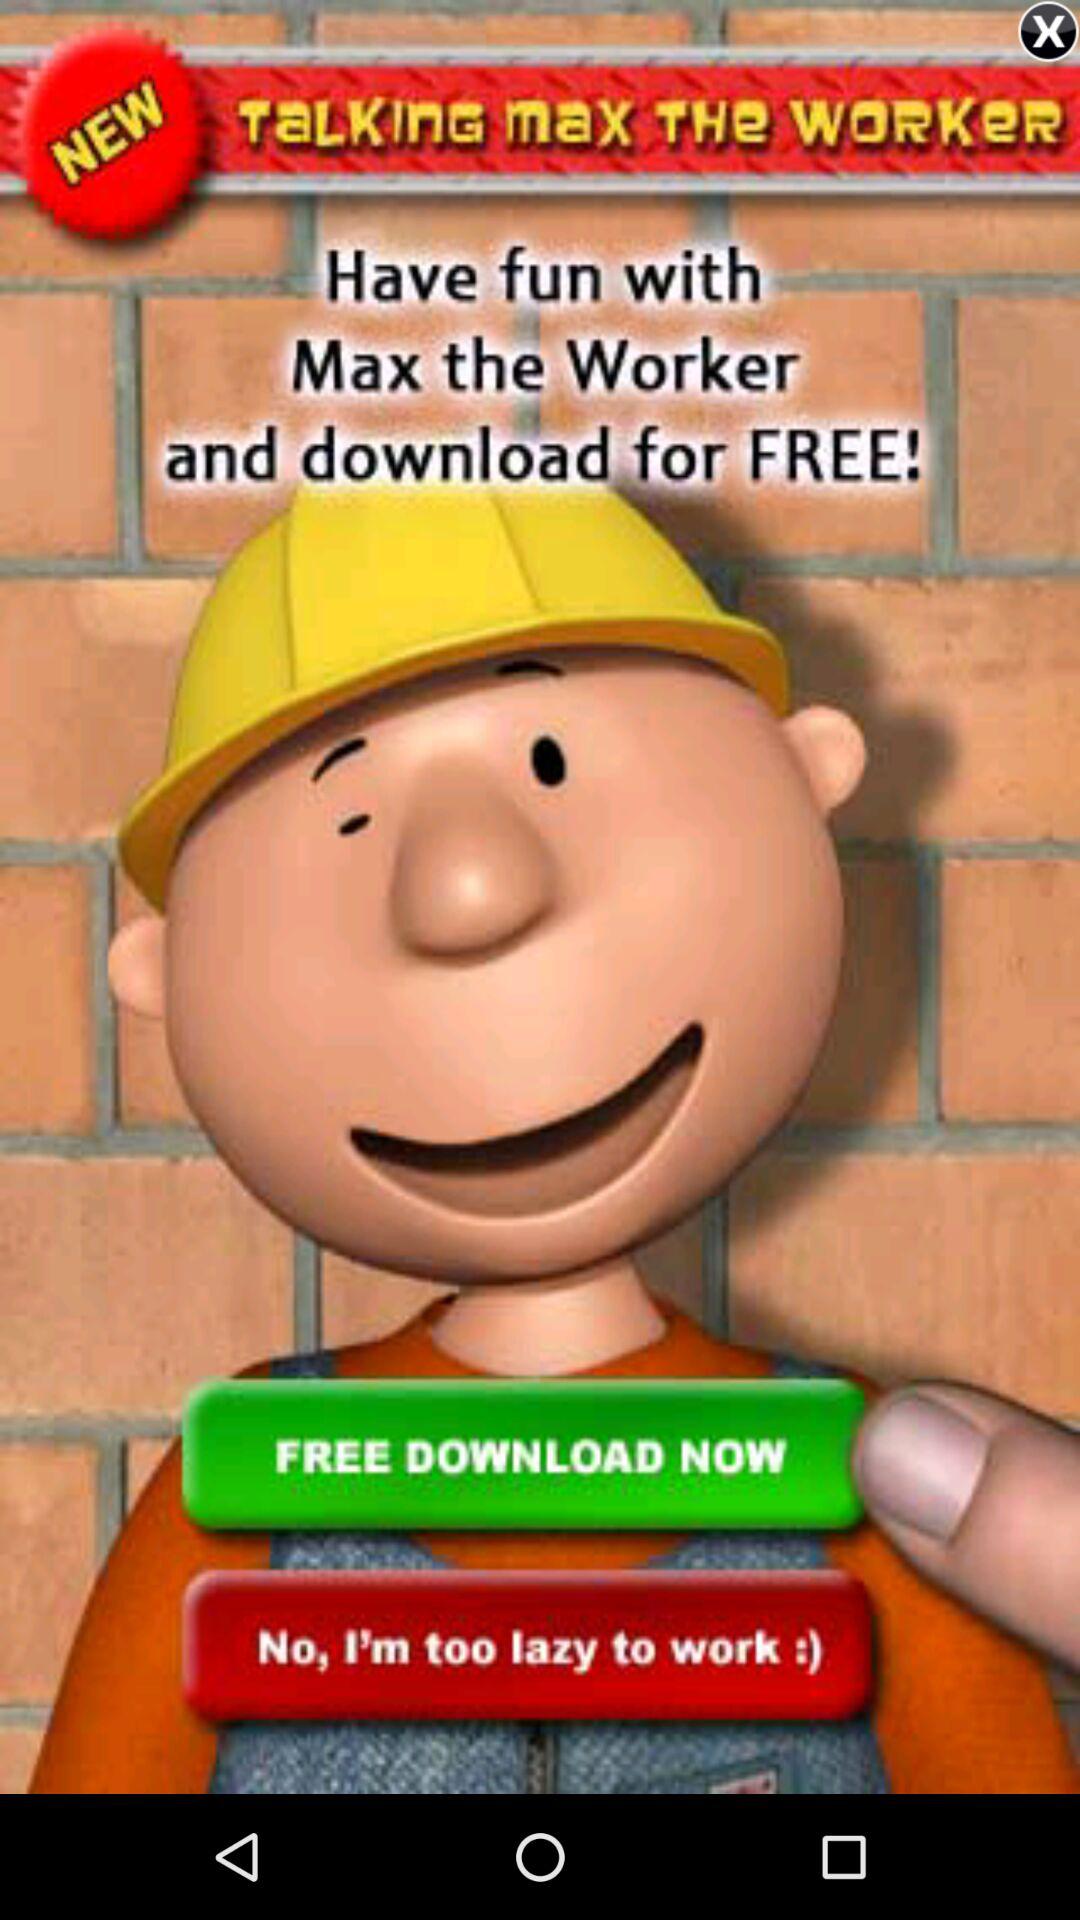 X
NEW
TALKING MAX THE WORKER
Have fun with
Max the Worker
and download for FREE!
FREE DOWNLOAD NOW
No, I'm too lazy to work :)